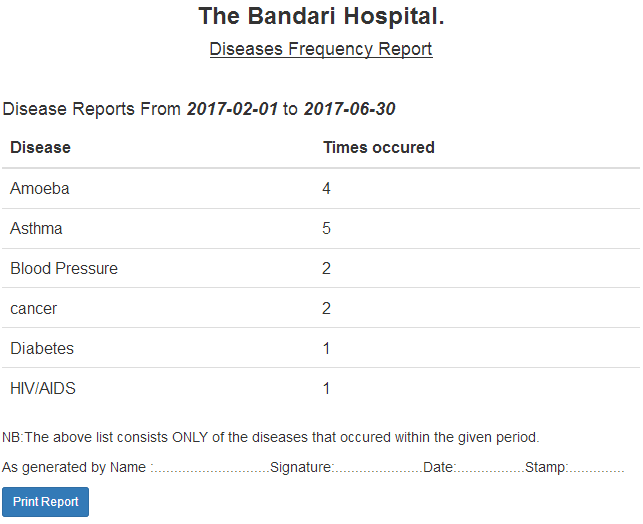 The Bandari Hospital.
Diseases Frequency Report
Disease Reports From 2017-02-01 to 2017-06-30
Disease Times occured
Amoeba 4
Asthma 5
Blood Pressure 2
cancer 2
Diabetes 1
HIV/AIDS 1
NB:The above list consists ONLY of the diseases that occured within the given period.
As generated by Name :.............................Signature:......................Date:.................Stamp:..............
Print Report